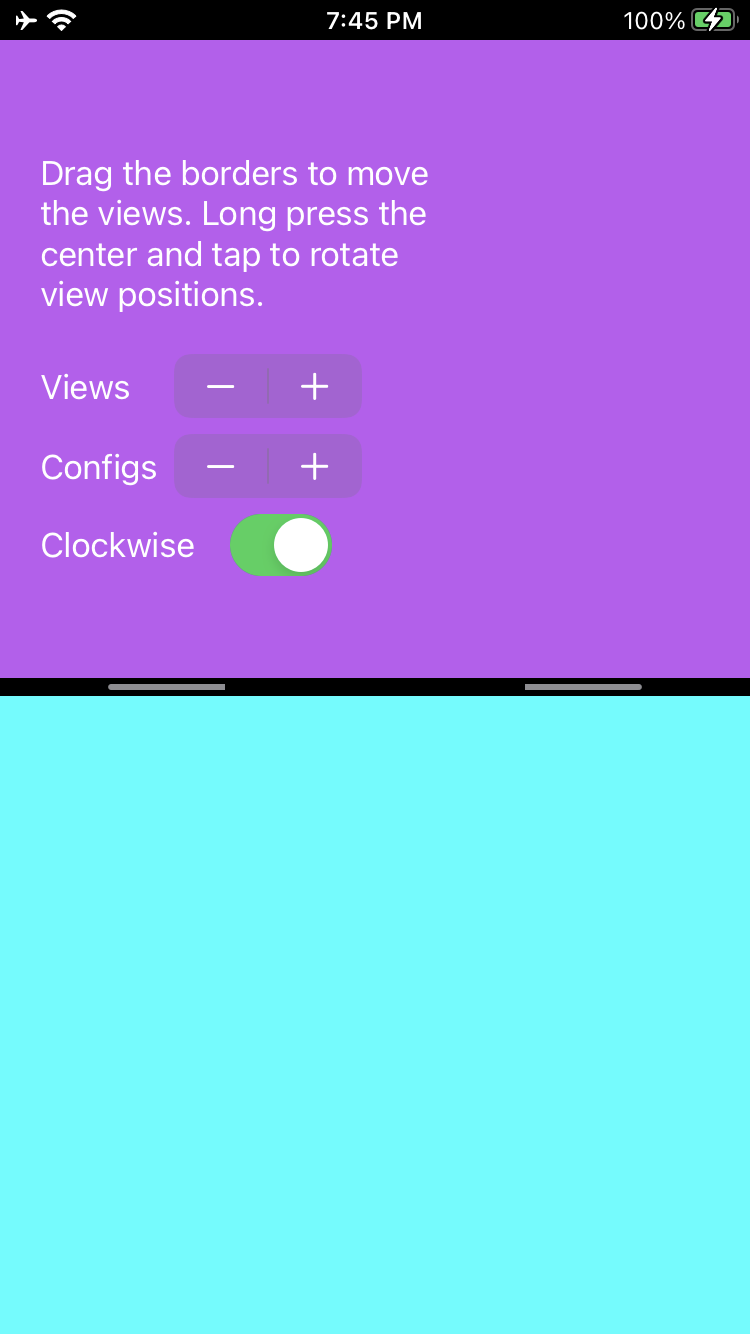 7:45 PM 100%
Drag the borders to move
the views. Long press the
center and tap to rotate
view positions.
Views
Configs
Clockwise